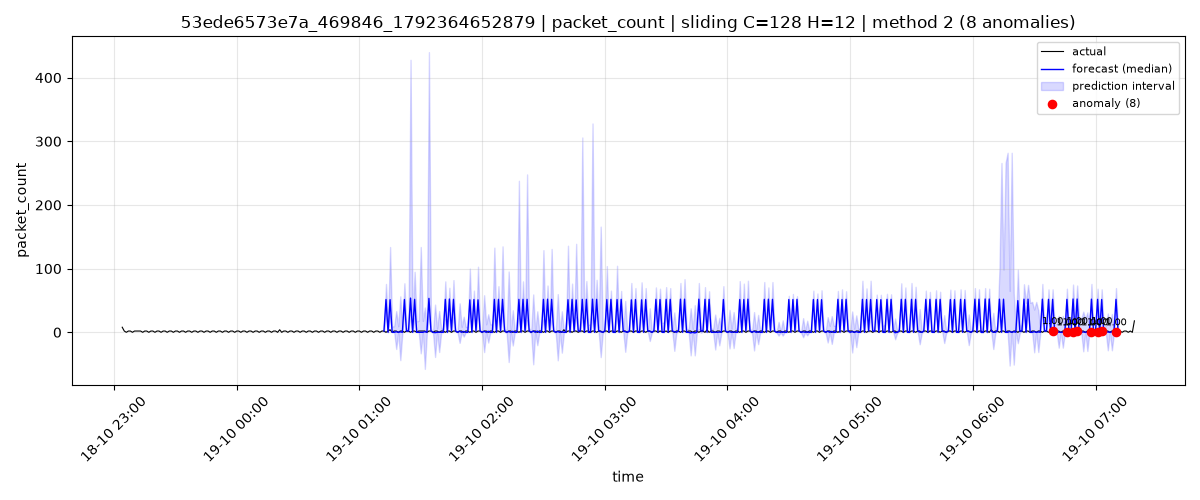 53ede6573e7a_469846_1792364652879 | packet_count | sliding C=128 H=12 | method 2 (8 anomalies)
actual
forecast (median)
prediction interval
anomaly (8)
packet_count
400
300
200
100
0
18-10 23:00
19-10 00:00
19-10 01:00
19-10 02:00
19-10 03:00
19-10 04:00
19-10 05:00
19-10 06:00
19-10 07:00
time